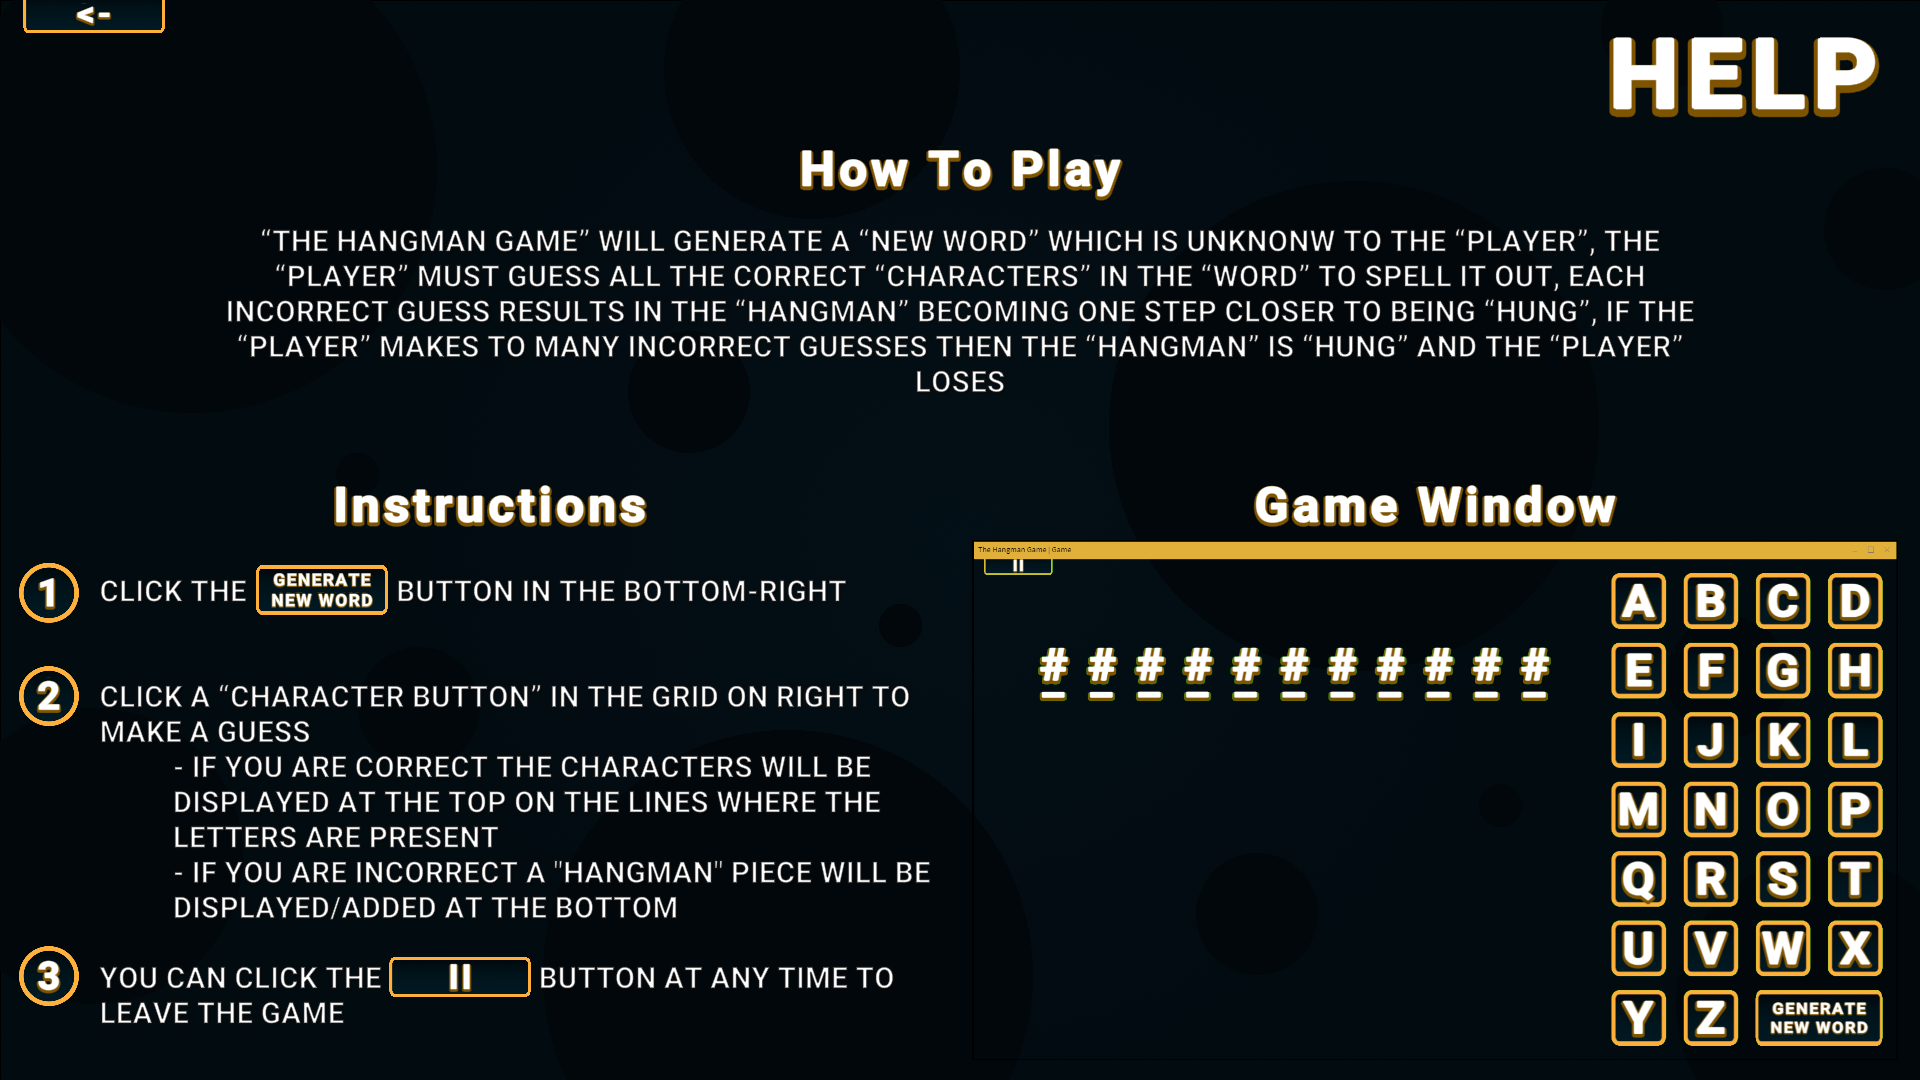 <-
HELP
How To Play
“THE HANGMAN GAME” WILL GENERATE A “NEW WORD” WHICH IS UNKNONW TO THE “PLAYER”, THE
“PLAYER” MUST GUESS ALL THE CORRECT “CHARACTERS” IN THE “WORD” TO SPELL IT OUT, EACH
INCORRECT GUESS RESULTS IN THE “HANGMAN” BECOMING ONE STEP CLOSER TO BEING “HUNG”, IF THE
“PLAYER” MAKES TO MANY INCORRECT GUESSES THEN THE “HANGMAN” IS “HUNG” AND THE “PLAYER”
LOSES
Instructions
1 CLICK THE GENERATE NEW WORD BUTTON IN THE BOTTOM-RIGHT
2 CLICK A “CHARACTER BUTTON” IN THE GRID ON RIGHT TO
MAKE A GUESS
- IF YOU ARE CORRECT THE CHARACTERS WILL BE
DISPLAYED AT THE TOP ON THE LINES WHERE THE
LETTERS ARE PRESENT
- IF YOU ARE INCORRECT A "HANGMAN" PIECE WILL BE
DISPLAYED/ADDED AT THE BOTTOM
3 YOU CAN CLICK THE II BUTTON AT ANY TIME TO
LEAVE THE GAME
Game Window
The Hangman Game | Game
II
# # # # # # # # # # #
A B C D
E F G H
I J K L
M N O P
Q R S T
U V W X
Y Z GENERATE
NEW WORD